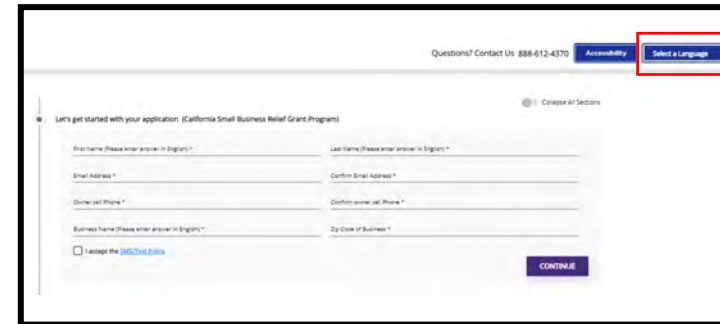 Questions? Contact Us 888-612-4370 Accessibility Select a Language
Collapse All Sections
Let's get started with your application (California Small Business Relief Grant Program)
First Name (Please enter answer in English) * Last Name (Please enter answer in English) *
Email Address * Confirm Email Address *
Owner cell Phone * Confirm owner cell Phone *
Business Name (Please enter answer in English) * Zip Code of Business *
I accept the SMS/Text Policy
CONTINUE